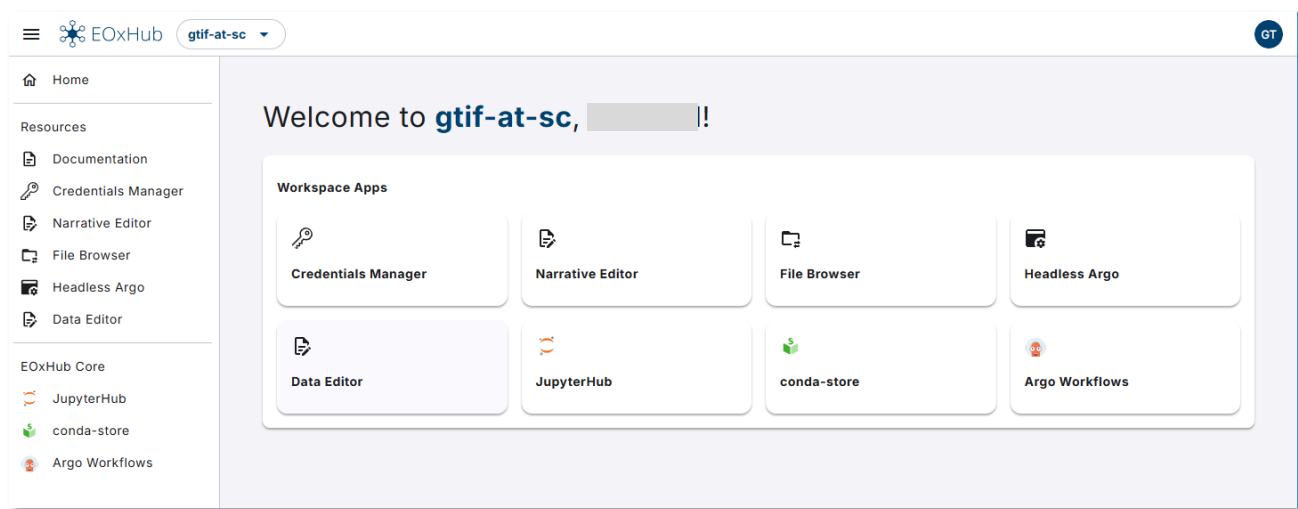 EOxHub gtif-at-sc GT
Home
Welcome to gtif-at-sc, !
Resources
Documentation
Credentials Manager
Narrative Editor
File Browser
Headless Argo
Data Editor
EOxHub Core
JupyterHub
conda-store
Argo Workflows
Workspace Apps
Credentials Manager Narrative Editor File Browser Headless Argo
Data Editor JupyterHub conda-store Argo Workflows